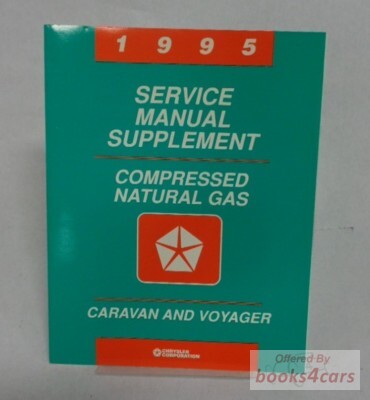 1995
SERVICE
MANUAL
SUPPLEMENT
COMPRESSED
NATURAL GAS
CARAVAN AND VOYAGER
CHRYSLER
CORPORATION
Offered By
books4cars